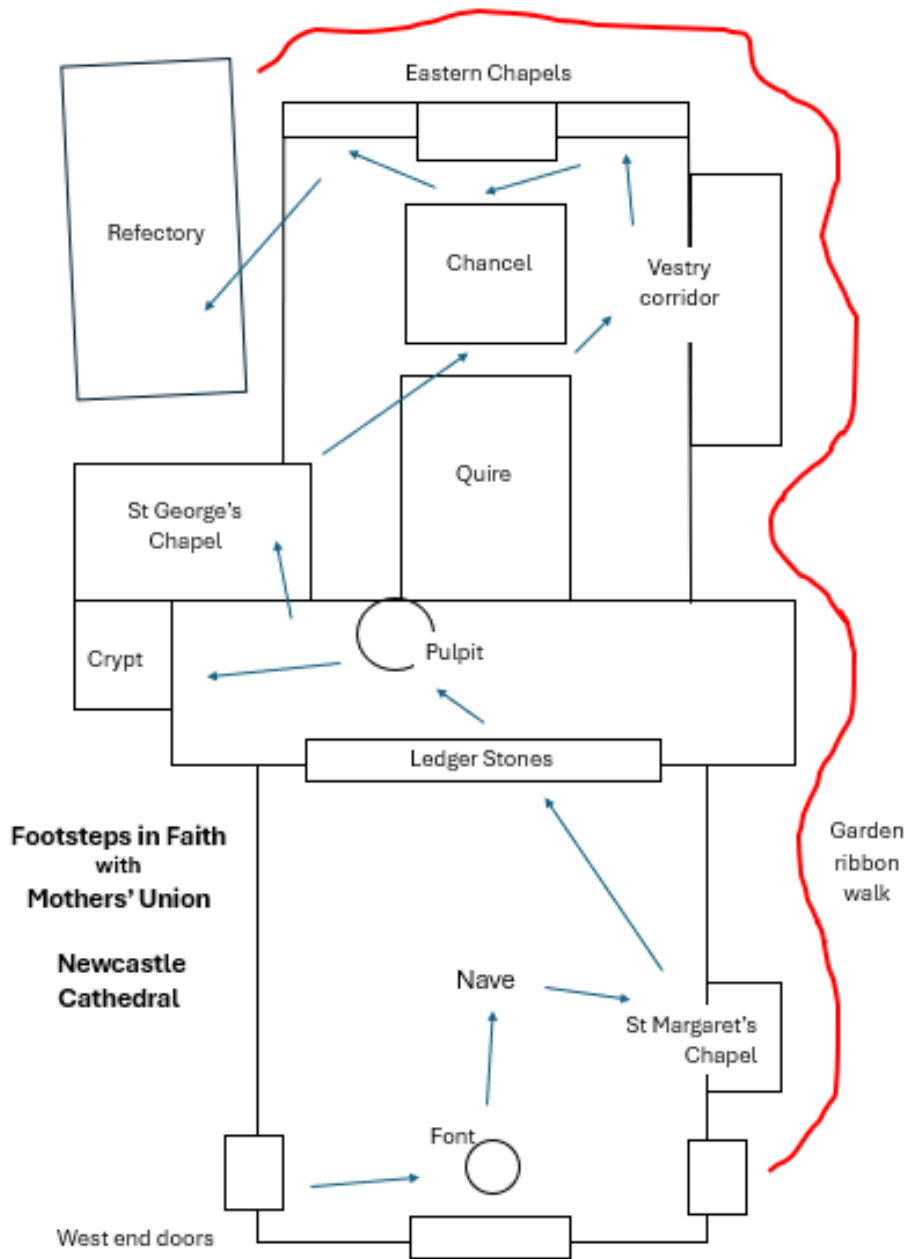 Eastern Chapels
Refectory
Chancel
Vestry
corridor
Quire
St George's
Chapel
Crypt
Pulpit
Ledger Stones
Footsteps in Faith
with
Mothers' Union
Newcastle
Cathedral
Garden
ribbon
walk
Nave
St Margaret's
Chapel
Font
West end doors